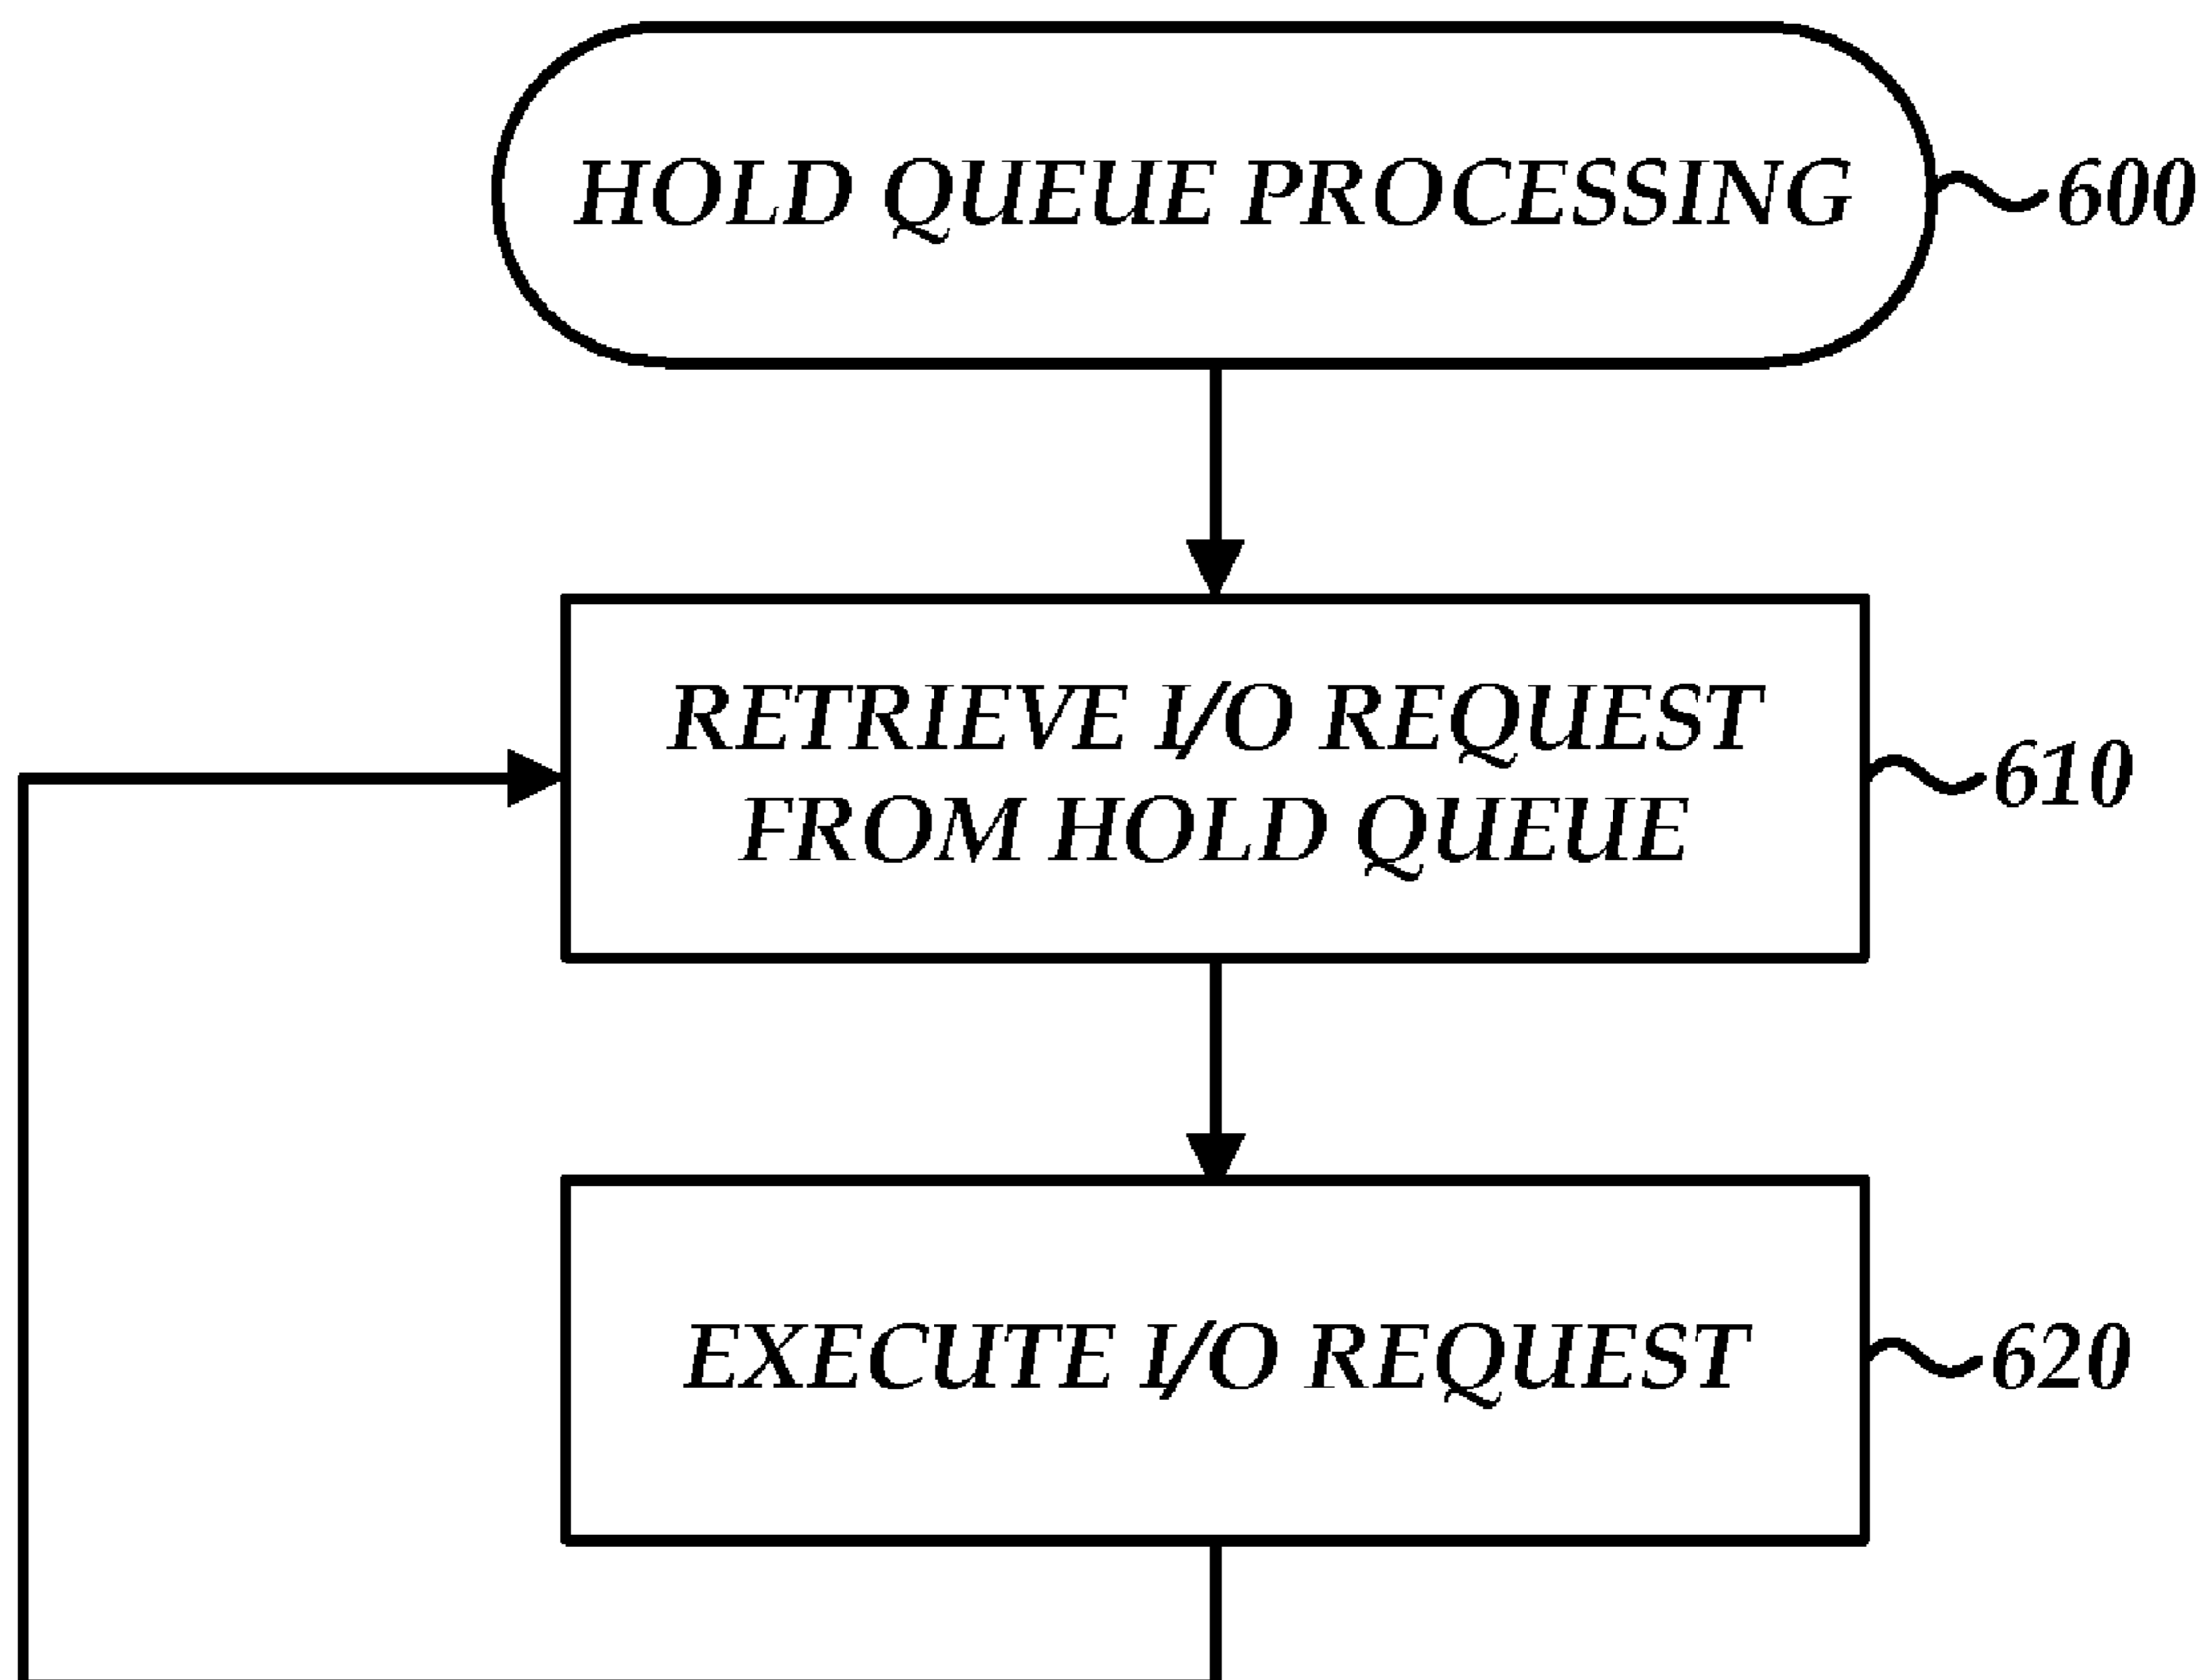 HOLD QUEUE PROCESSING
600
RETRIEVE I/O REQUEST
FROM HOLD QUEUE
610
EXECUTE I/O REQUEST
620